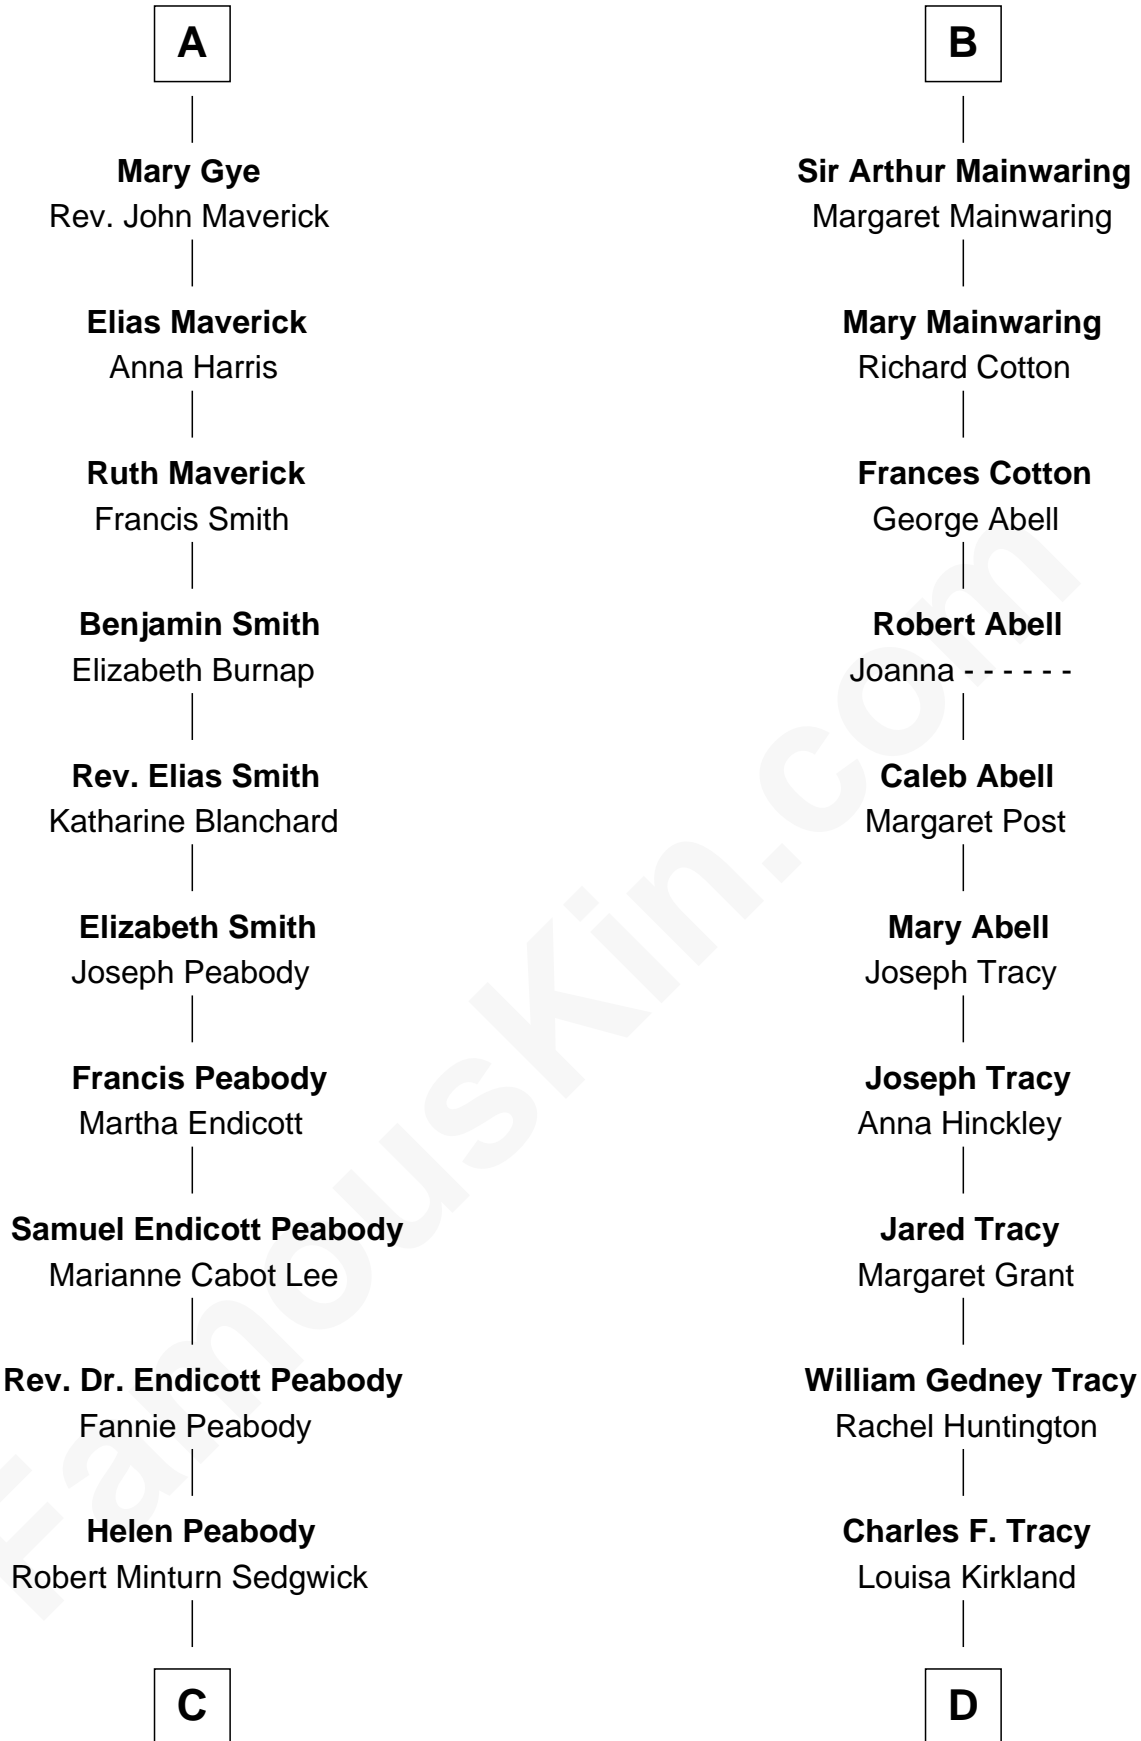 A
Mary Gye
Rev. John Maverick
Elias Maverick
Anna Harris
Ruth Maverick
Francis Smith
Benjamin Smith
Elizabeth Burnap
Rev. Elias Smith
Katharine Blanchard
Elizabeth Smith
Joseph Peabody
Francis Peabody
Martha Endicott
Samuel Endicott Peabody
Marianne Cabot Lee
Rev. Dr. Endicott Peabody
Fannie Peabody
Helen Peabody
Robert Minturn Sedgwick
C
B
Sir Arthur Mainwaring
Margaret Mainwaring
Mary Mainwaring
Richard Cotton
Frances Cotton
George Abell
Robert Abell
Joanna - - - - - -
Caleb Abell
Margaret Post
Mary Abell
Joseph Tracy
Joseph Tracy
Anna Hinckley
Jared Tracy
Margaret Grant
William Gedney Tracy
Rachel Huntington
Charles F. Tracy
Louisa Kirkland
D
FamousKin.com